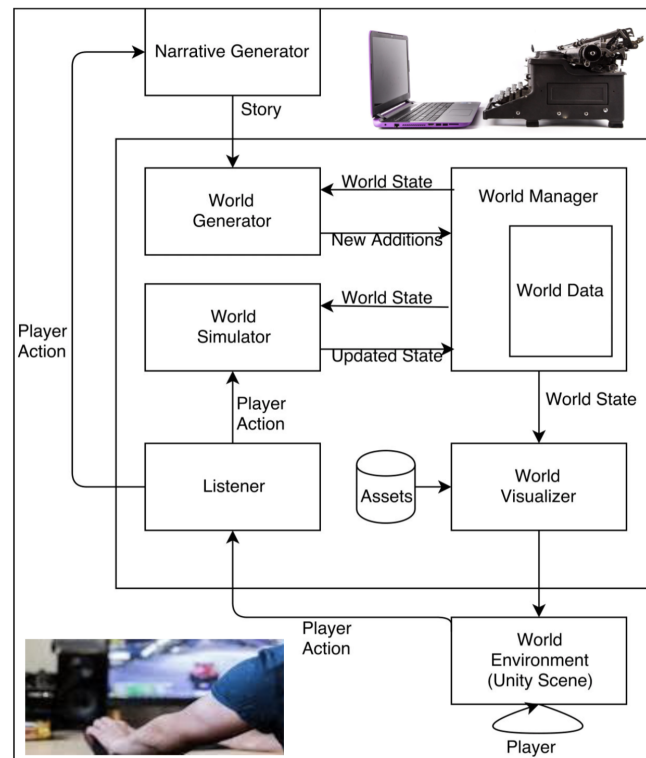 Narrative Generator
Story
World
Generator
World State
New Additions
World Manager
World Data
World
Simulator
World State
Updated State
Player
Action
Player
Action
World State
Listener
Assets
World
Visualizer
Player
Action
World
Environment
(Unity Scene)
Player